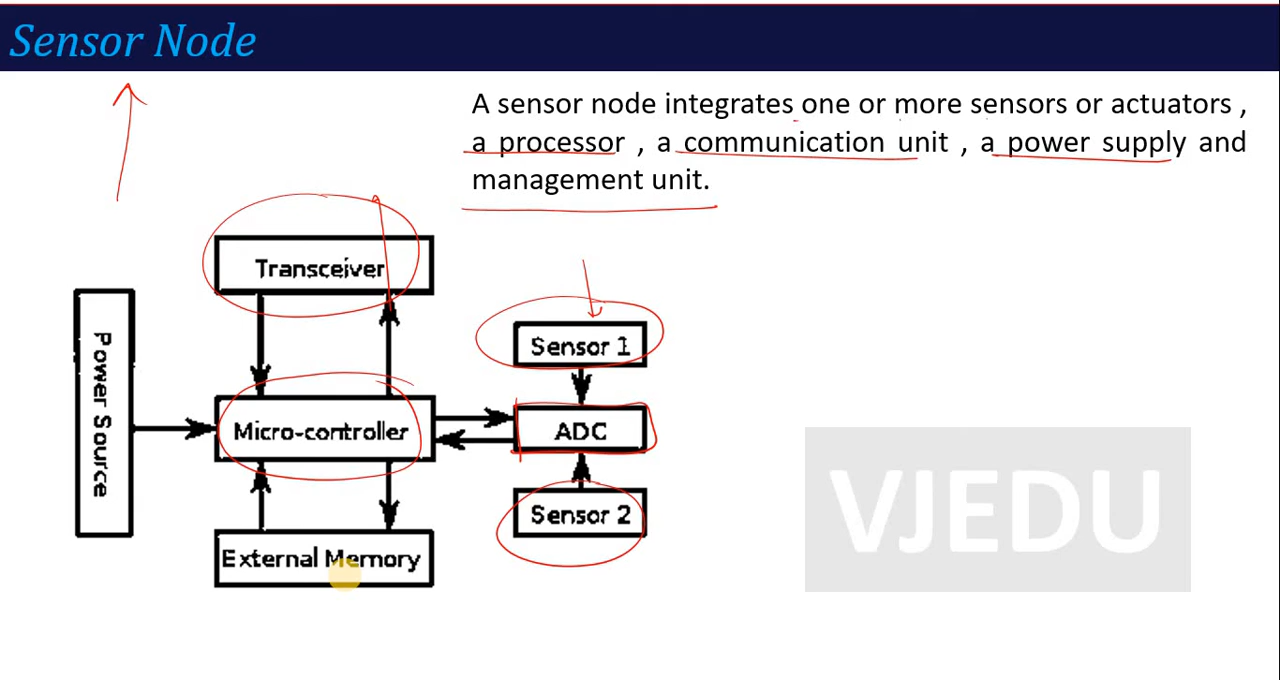 Sensor Node
A sensor node integrates one or more sensors or actuators ,
a processor , a communication unit , a power supply and
management unit.
Transceiver
Power Source
Sensor 1
Micro-controller
ADC
Sensor 2
External Memory
VJEDU